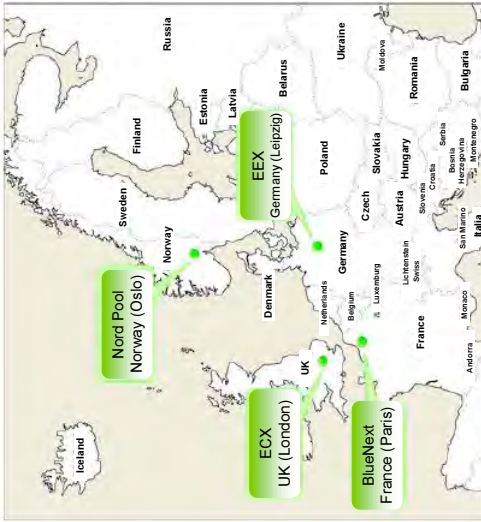 Iceland
Russia
Finland
Sweden
Norway
Estonia
Latvia
Nord Pool
Norway (Oslo)
Belarus
Ukraine
Moldova
Romania
Bulgaria
EEX
Germany (Leipzig)
Denmark
Poland
Slovakia
Czech
Hungary
Austria
Slovenia
Croatia
Serbia
Bosnia
Herzegovina
Montenegro
Germany
Netherlands
Belgium
Luxemburg
Lichtenstein
Swiss
San Marino
Italia
UK
ECX
UK (London)
BlueNext
France (Paris)
France
Monaco
Andorra